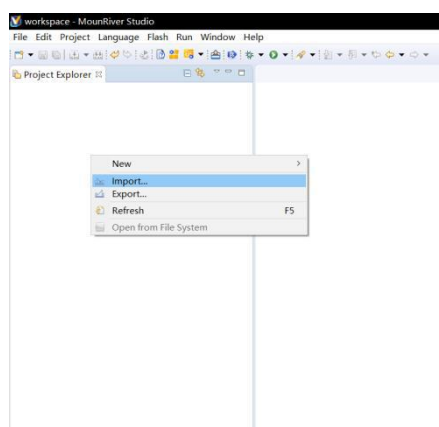 workspace - MounRiver Studio
File Edit Project Language Flash Run Window Help
Project Explorer
New
Import...
Export...
Refresh F5
Open from File System